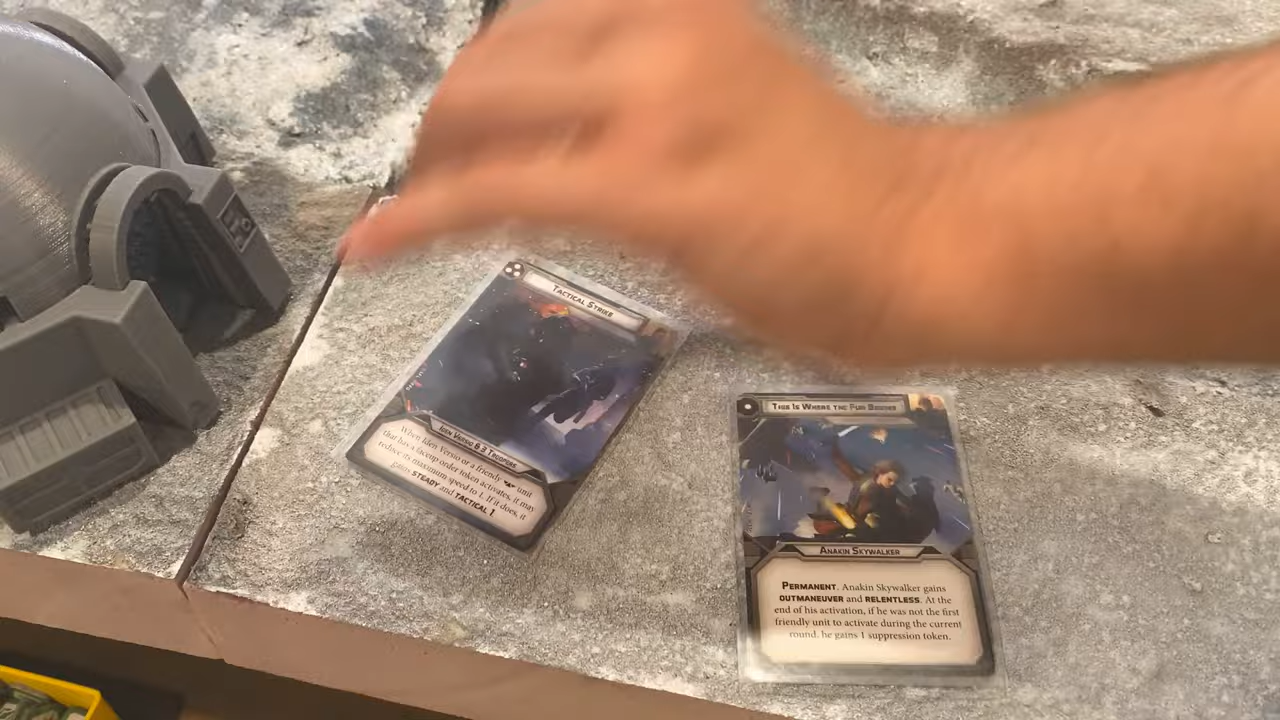 TACTICAL STRIKE
IDEN VERSIO & 3 TROOPERS
When Iden Versio or a friendly unit
that has a faceup order token activates, it may
reduce its maximum speed to 1. If it does, it
gains STEADY and TACTICAL 1.
THIS IS WHERE THE FUN BEGINS
ANAKIN SKYWALKER
PERMANENT. Anakin Skywalker gains
OUTMANEUVER and RELENTLESS. At the
end of his activation, if he was not the first
friendly unit to activate during the current
round, he gains 1 suppression token.